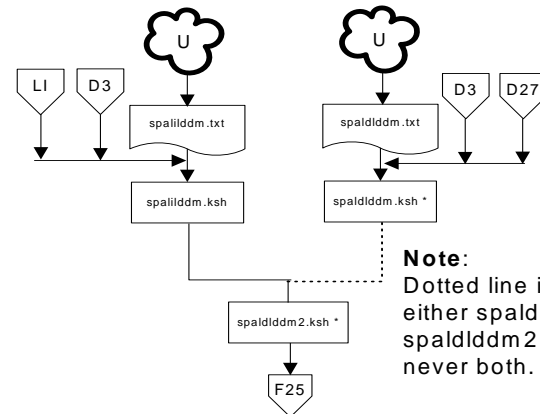 U
U
LI
D3
D3
D27
spalilddm.txt
spaldlddm.txt
spalilddm.ksh
spaldlddm.ksh *
Note:
Dotted line i
either spald
spaldlddm2
never both.
spaldlddm2.ksh *
F25